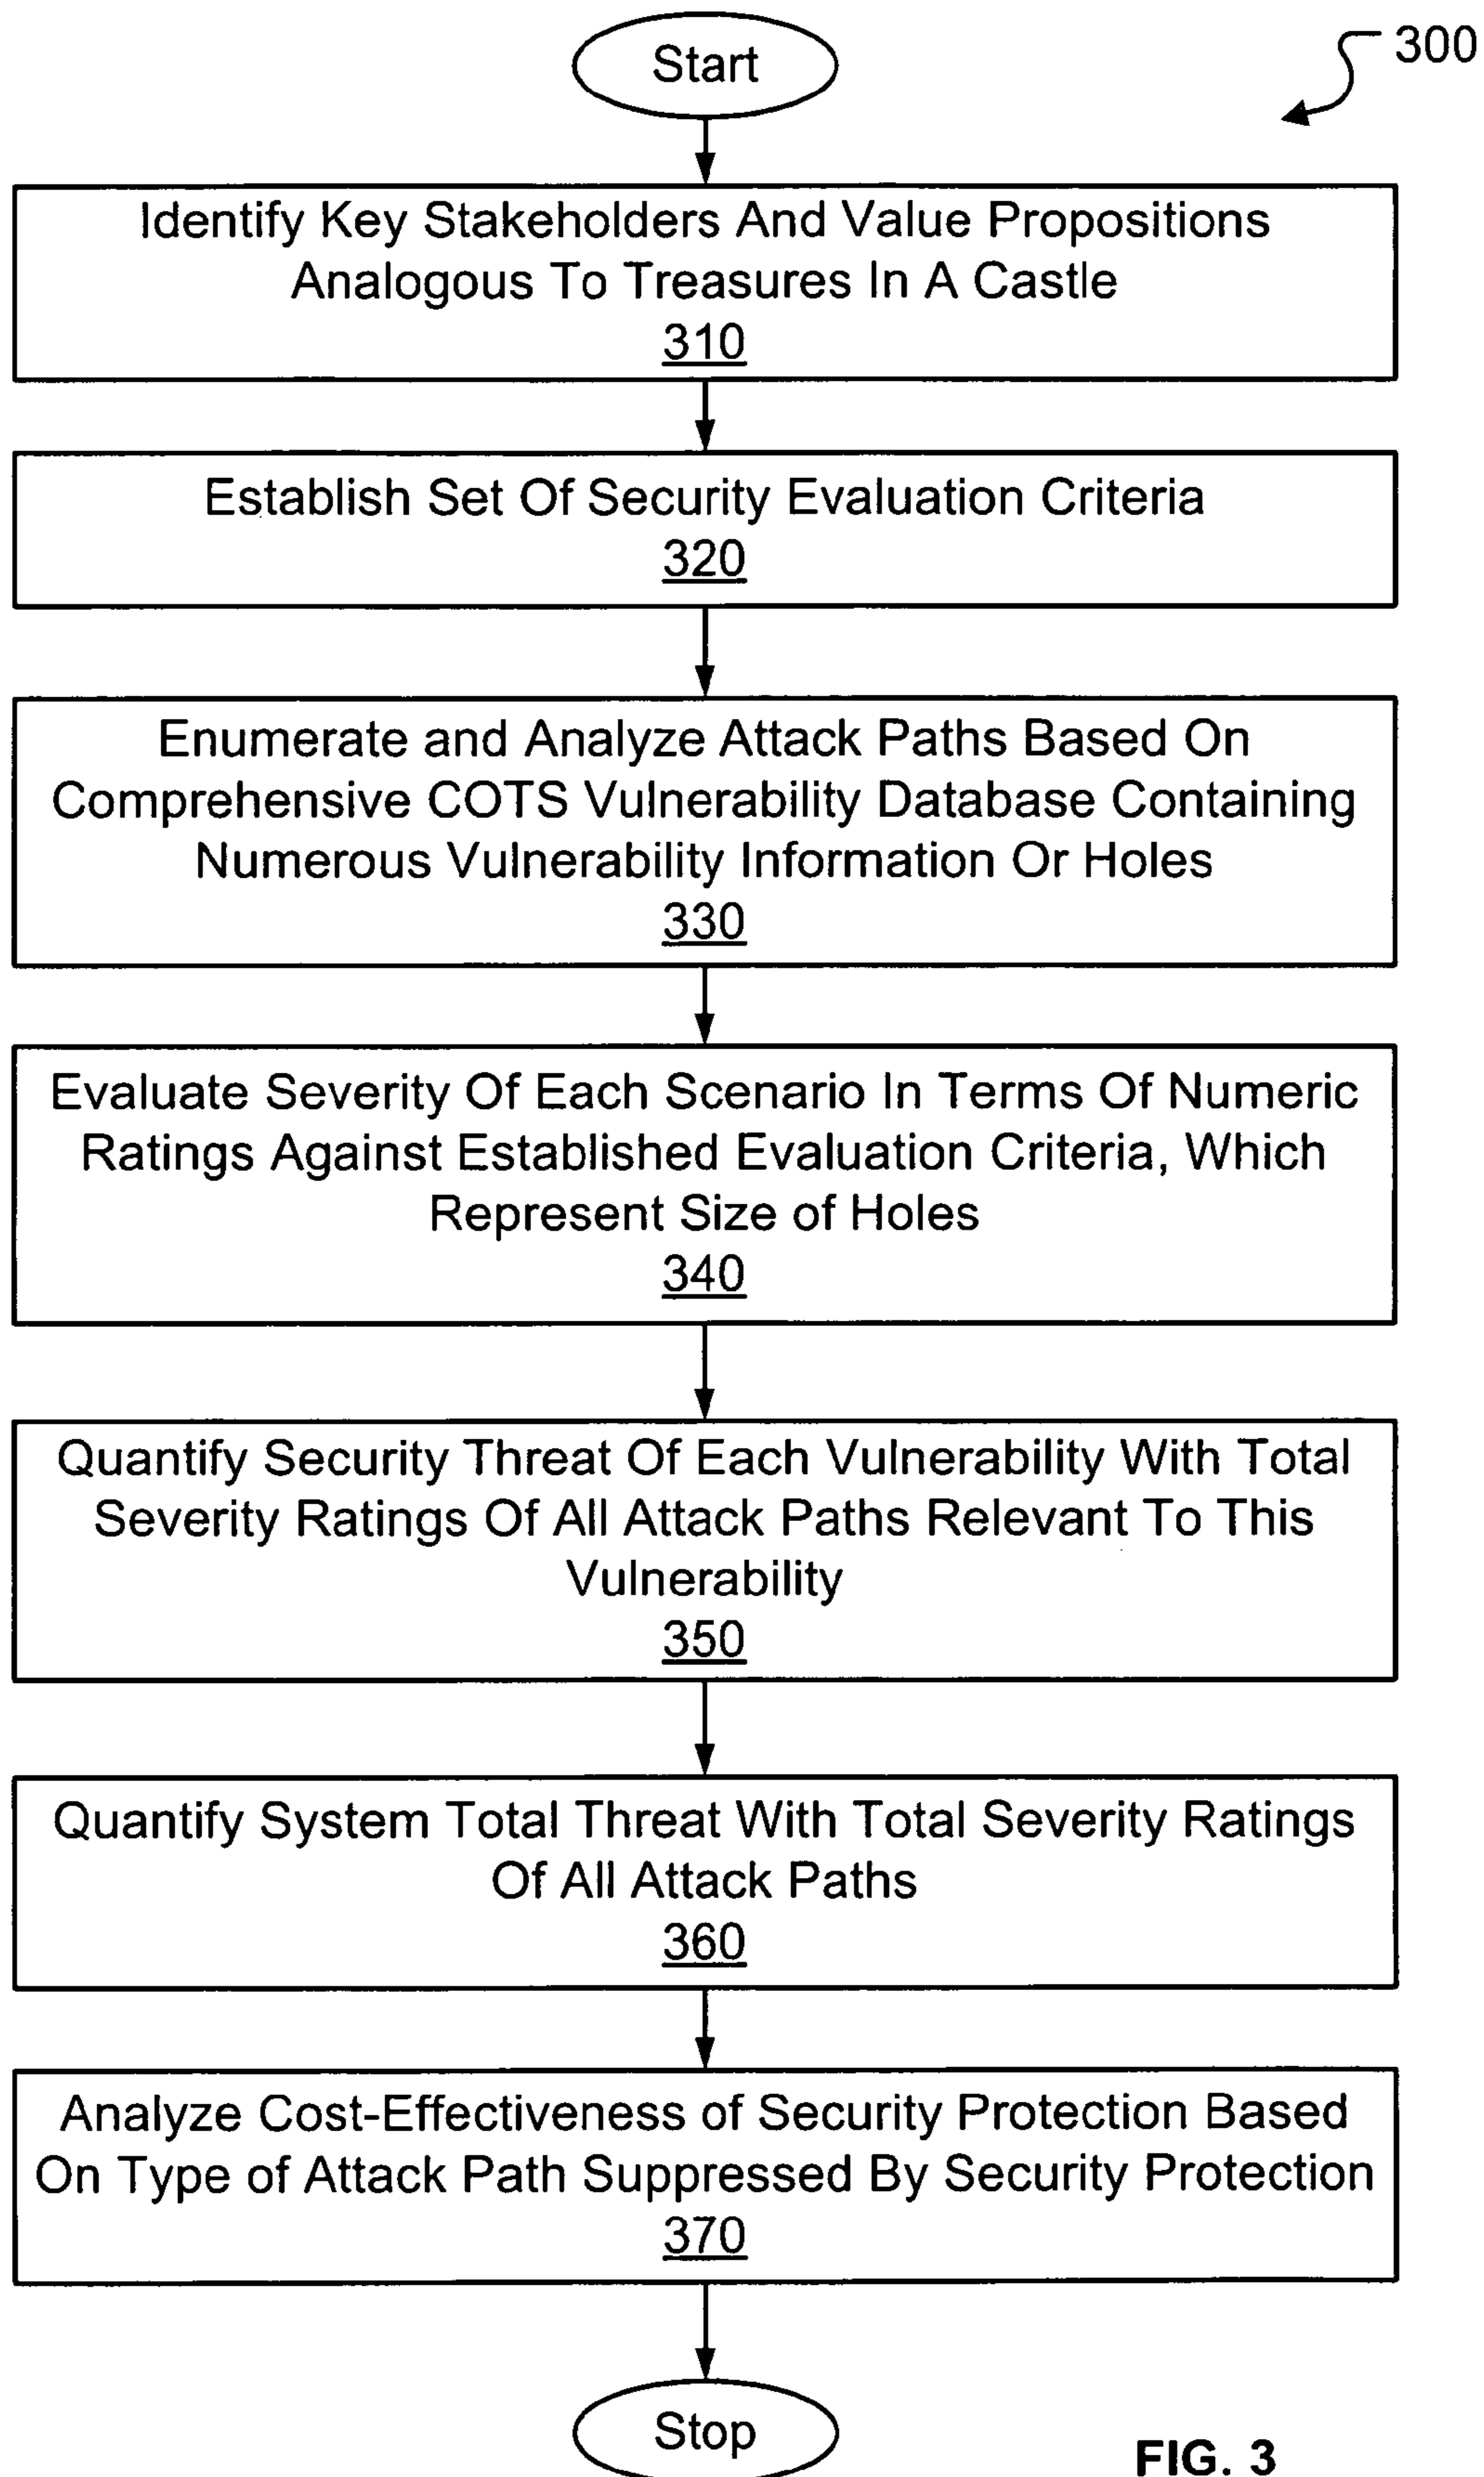 Start
300
Identify Key Stakeholders And Value Propositions
Analogous To Treasures In A Castle
310
Establish Set Of Security Evaluation Criteria
320
Enumerate and Analyze Attack Paths Based On
Comprehensive COTS Vulnerability Database Containing
Numerous Vulnerability Information Or Holes
330
Evaluate Severity Of Each Scenario In Terms Of Numeric
Ratings Against Established Evaluation Criteria, Which
Represent Size of Holes
340
Quantify Security Threat Of Each Vulnerability With Total
Severity Ratings Of All Attack Paths Relevant To This
Vulnerability
350
Quantify System Total Threat With Total Severity Ratings
Of All Attack Paths
360
Analyze Cost-Effectiveness of Security Protection Based
On Type of Attack Path Suppressed By Security Protection
370
Stop
FIG. 3